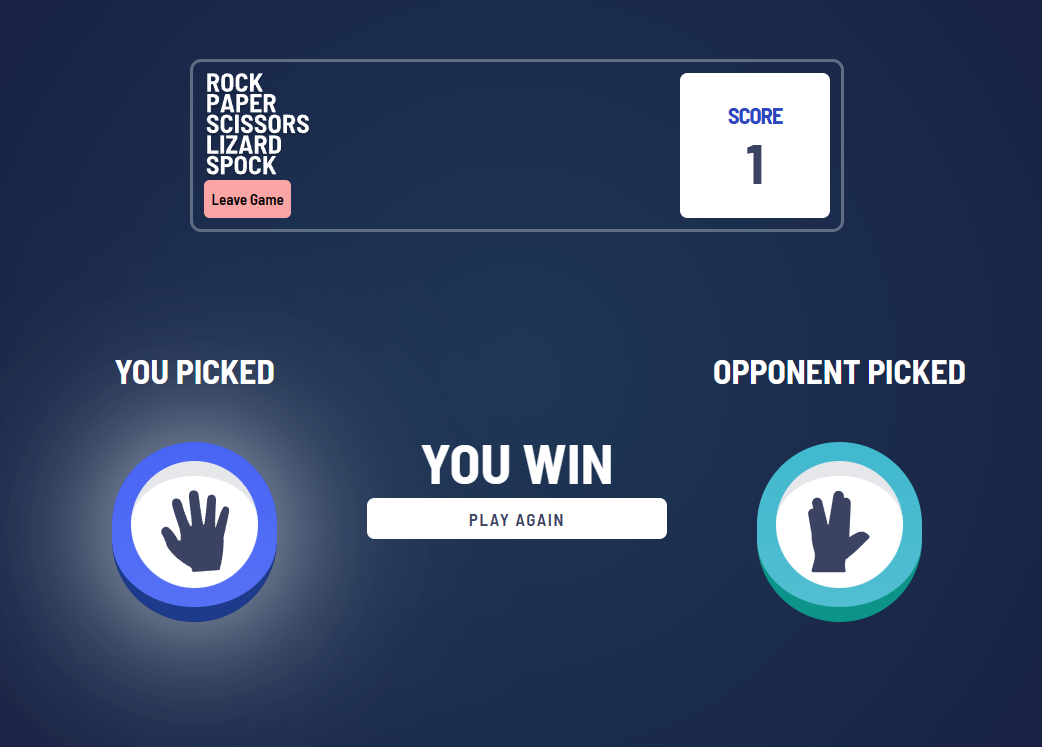 ROCK
PAPER
SCISSORS
LIZARD
SPOCK
Leave Game
SCORE
1
YOU PICKED
OPPONENT PICKED
YOU WIN
PLAY AGAIN